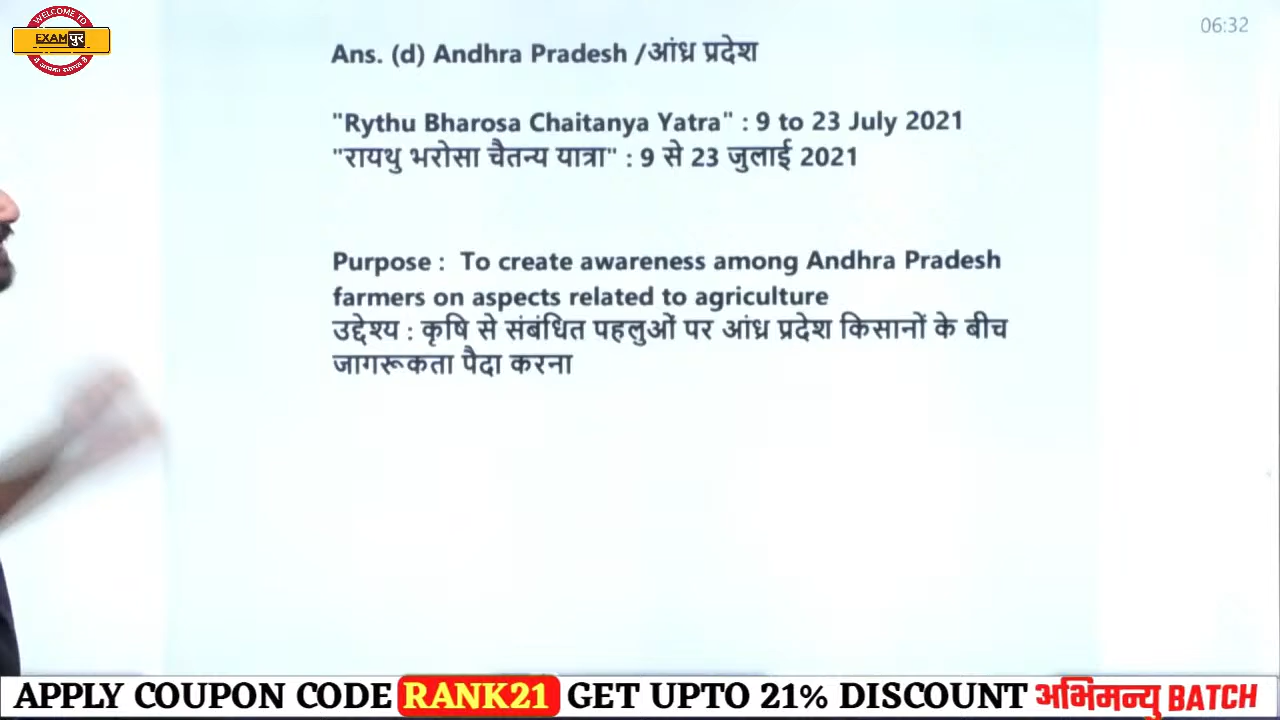 WELCOME TO
EXAMपुर
06:32
Ans. (d) Andhra Pradesh /आंध्र प्रदेश
"Rythu Bharosa Chaitanya Yatra" : 9 to 23 July 2021
"रायथु भरोसा चैतन्य यात्रा" : 9 से 23 जुलाई 2021
Purpose : To create awareness among Andhra Pradesh
farmers on aspects related to agriculture
उद्देश्य : कृषि से संबंधित पहलुओं पर आंध्र प्रदेश किसानों के बीच
जागरूकता पैदा करना
APPLY COUPON CODE RANK21 GET UPTO 21% DISCOUNT अभिमन्यु BATCH